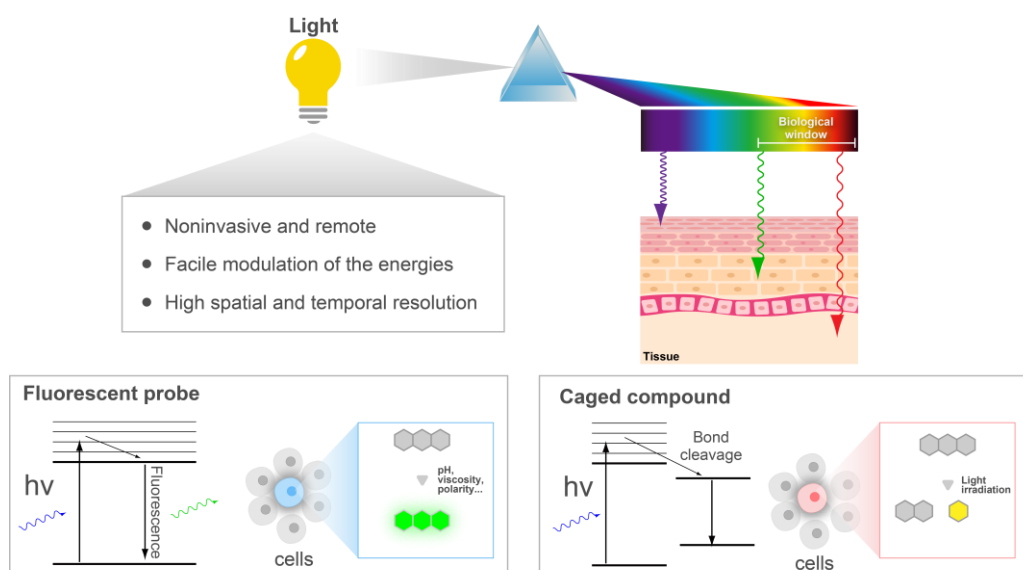 Light
Biological
window
Noninvasive and remote
Facile modulation of the energies
High spatial and temporal resolution
Tissue
Fluorescent probe
hv
Fluorescence
cells
pH,
viscosity,
polarity...
Caged compound
hv
Bond
cleavage
cells
Light
irradiation